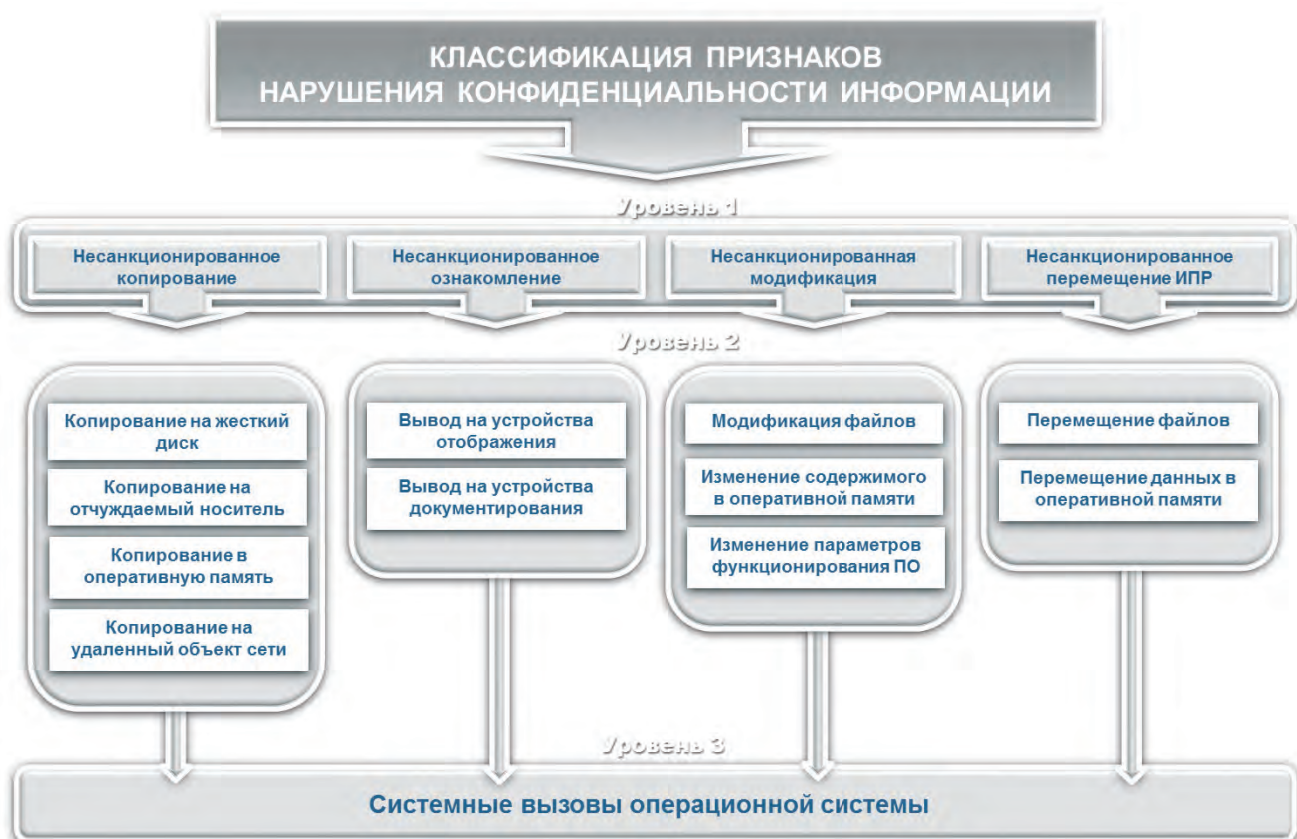 КЛАССИФИКАЦИЯ ПРИЗНАКОВ
НАРУШЕНИЯ КОНФИДЕНЦИАЛЬНОСТИ ИНФОРМАЦИИ
Уровень 1
Несанкционированное
копирование
Несанкционированное
ознакомление
Несанкционированная
модификация
Несанкционированное
перемещение ИПР
Уровень 2
Копирование на жесткий
диск
Копирование на
отчуждаемый носитель
Копирование в
оперативную память
Копирование на
удаленный объект сети
Вывод на устройства
отображения
Вывод на устройства
документирования
Модификация файлов
Изменение содержимого
в оперативной памяти
Изменение параметров
функционирования ПО
Перемещение файлов
Перемещение данных в
оперативной памяти
Уровень 3
Системные вызовы операционной системы